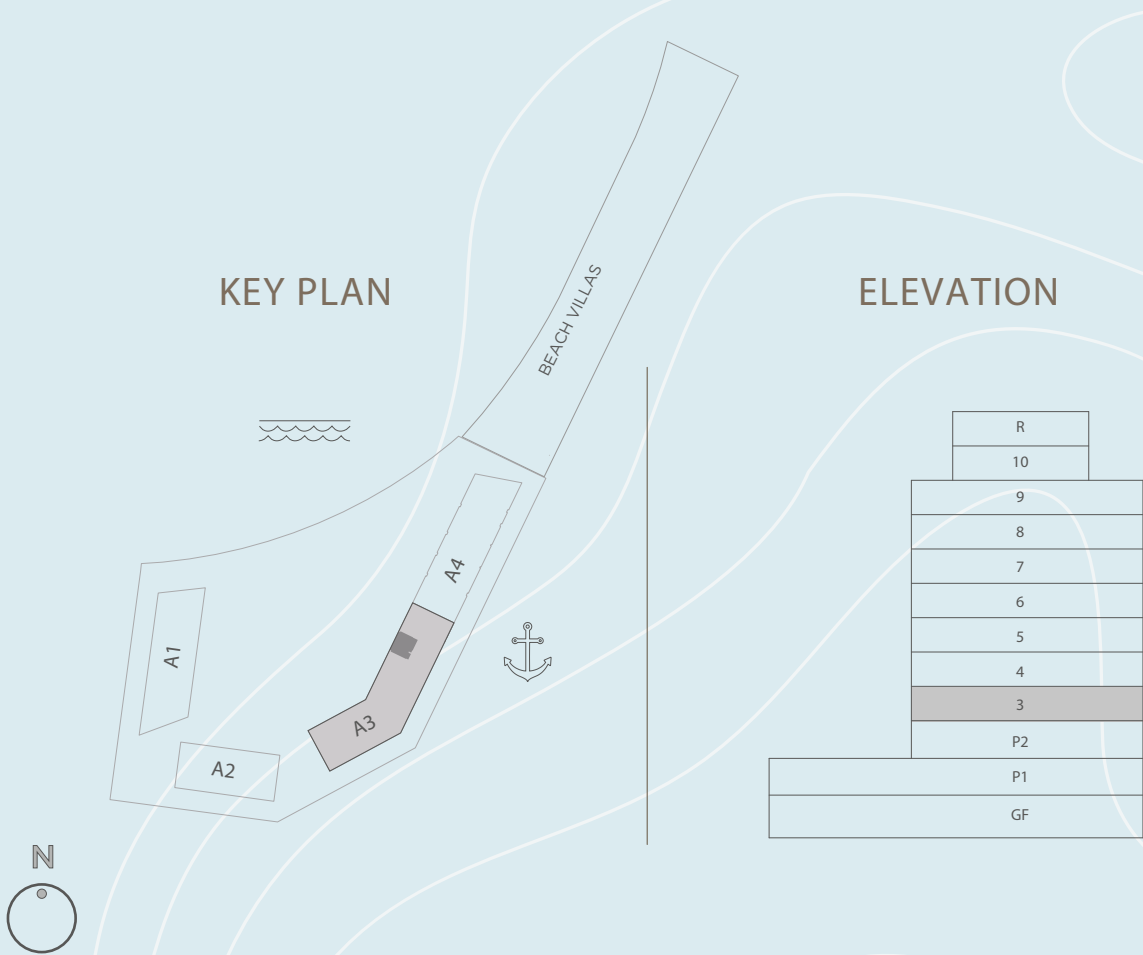 KEY PLAN
ELEVATION
BEACH VILLAS
A4
A1
A3
A2
N
R
10
9
8
7
6
5
4
3
P2
P1
GF